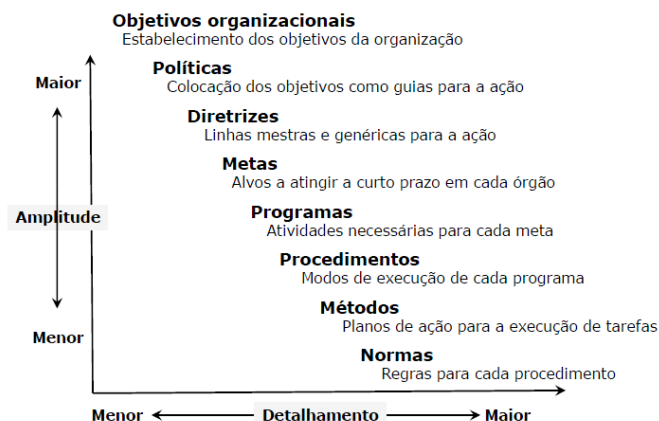 Objetivos organizacionais
Estabelecimento dos objetivos da organização
Políticas
Maior
Colocação dos objetivos como guias para a ação
Diretrizes
Linhas mestras e genéricas para a ação
Metas
Alvos a atingir a curto prazo em cada órgão
Programas
Amplitude
Atividades necessárias para cada meta
Procedimentos
Modos de execução de cada programa
Métodos
Planos de ação para a execução de tarefas
Menor
Normas
Regras para cada procedimento
Menor Detalhamento Maior